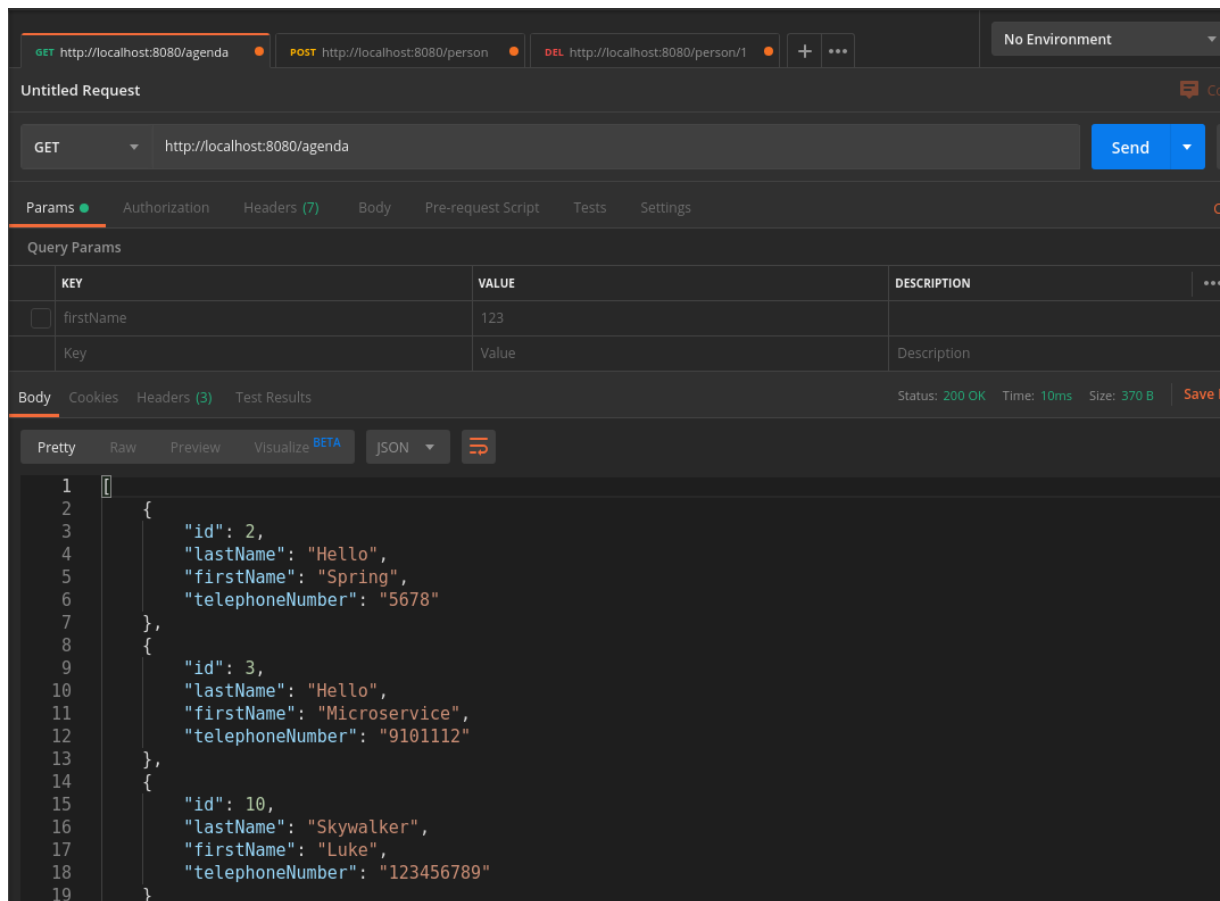 GET http://localhost:8080/agenda POST http://localhost:8080/person DEL http://localhost:8080/person/1 + ••• No Environment
Untitled Request
GET http://localhost:8080/agenda Send
Params Authorization Headers (7) Body Pre-request Script Tests Settings
Query Params
KEY VALUE DESCRIPTION •••
firstName 123
Key Value Description
Body Cookies Headers (3) Test Results Status: 200 OK Time: 10ms Size: 370 B Save
Pretty Raw Preview Visualize BETA JSON
1 [
2 {
3 "id": 2,
4 "lastName": "Hello",
5 "firstName": "Spring",
6 "telephoneNumber": "5678"
7 },
8 {
9 "id": 3,
10 "lastName": "Hello",
11 "firstName": "Microservice",
12 "telephoneNumber": "9101112"
13 },
14 {
15 "id": 10,
16 "lastName": "Skywalker",
17 "firstName": "Luke",
18 "telephoneNumber": "123456789"
19 }